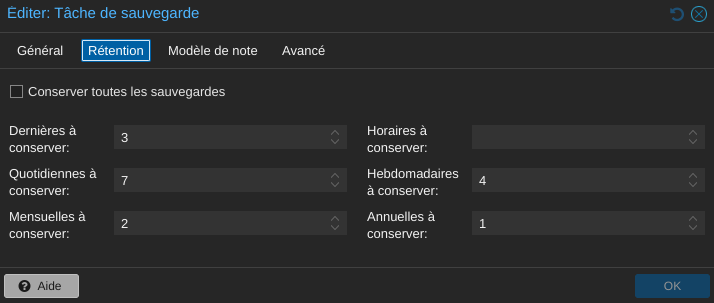 Éditer: Tâche de sauvegarde
Général Rétention Modèle de note Avancé
Conserver toutes les sauvegardes
Dernières à conserver: 3
Horaires à conserver:
Quotidiennes à conserver: 7
Hebdomadaires à conserver: 4
Mensuelles à conserver: 2
Annuelles à conserver: 1
Aide
OK